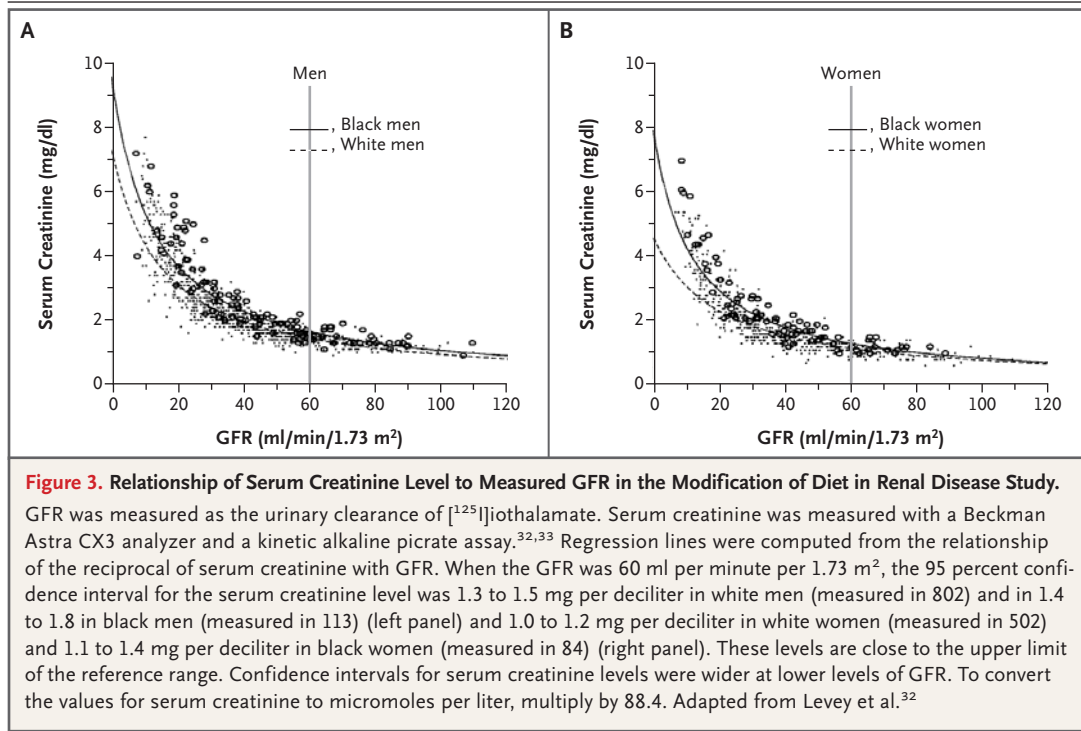 A
Men
, Black men
, White men
Serum Creatinine (mg/dl)
10
8
6
4
2
0
0 20 40 60 80 100 120
GFR (ml/min/1.73 m²)
B
Women
, Black women
, White women
Serum Creatinine (mg/dl)
10
8
6
4
2
0
0 20 40 60 80 100 120
GFR (ml/min/1.73 m²)
Figure 3. Relationship of Serum Creatinine Level to Measured GFR in the Modification of Diet in Renal Disease Study.
GFR was measured as the urinary clearance of [¹²⁵I]iothalamate. Serum creatinine was measured with a Beckman
Astra CX3 analyzer and a kinetic alkaline picrate assay.³²,³³ Regression lines were computed from the relationship
of the reciprocal of serum creatinine with GFR. When the GFR was 60 ml per minute per 1.73 m², the 95 percent confi-
dence interval for the serum creatinine level was 1.3 to 1.5 mg per deciliter in white men (measured in 802) and in 1.4
to 1.8 in black men (measured in 113) (left panel) and 1.0 to 1.2 mg per deciliter in white women (measured in 502)
and 1.1 to 1.4 mg per deciliter in black women (measured in 84) (right panel). These levels are close to the upper limit
of the reference range. Confidence intervals for serum creatinine levels were wider at lower levels of GFR. To convert
the values for serum creatinine to micromoles per liter, multiply by 88.4. Adapted from Levey et al.³²